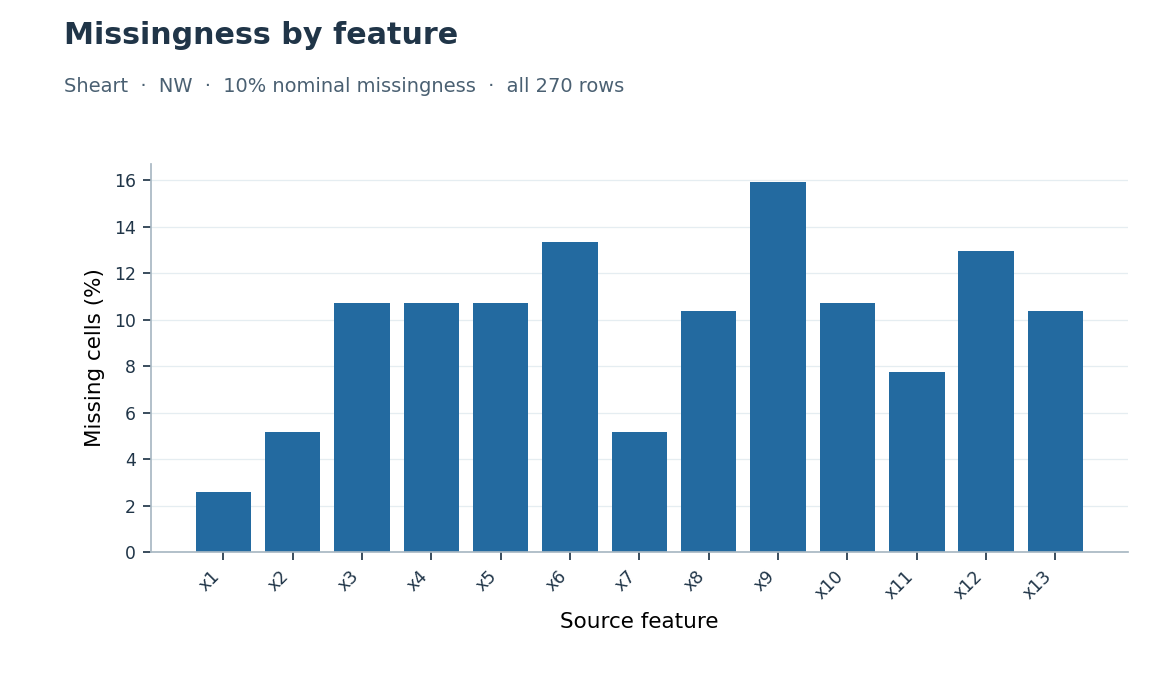 Missingness by feature
Sheart · NW · 10% nominal missingness · all 270 rows
16
14
12
10
8
6
4
2
0
Missing cells (%)
x1 x2 x3 x4 x5 x6 x7 x8 x9 x10 x11 x12 x13
Source feature